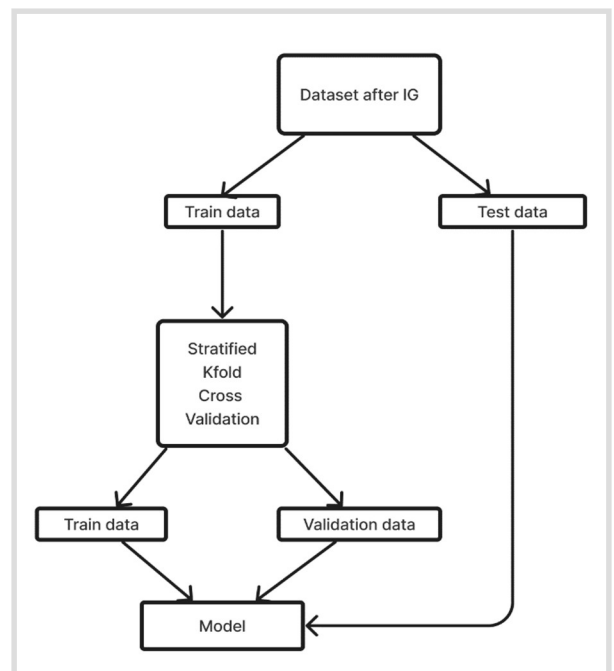 Dataset after IG
Train data
Test data
Stratified
Kfold
Cross
Validation
Train data
Validation data
Model